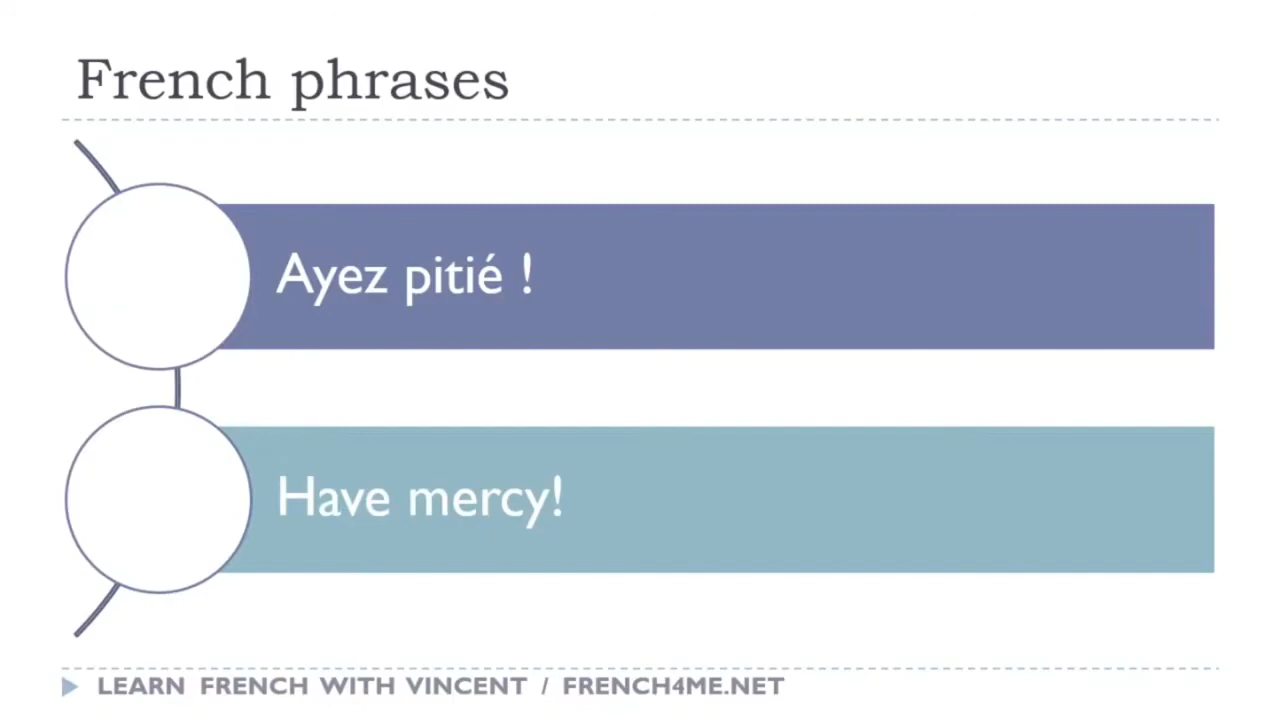 French phrases
Ayez pitié !
Have mercy!
LEARN FRENCH WITH VINCENT / FRENCH4ME.NET